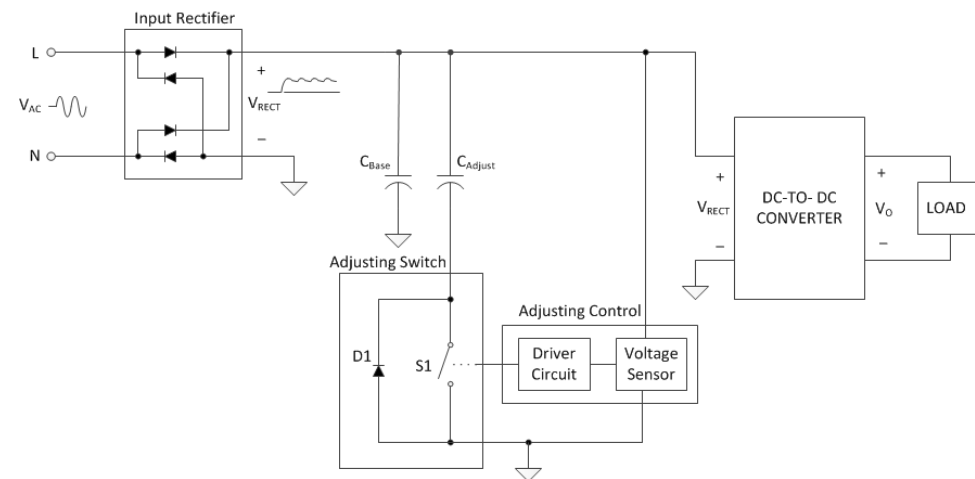 Input Rectifier
L
V_AC
N
+
V_RECT
–
C_Base
C_Adjust
+
V_RECT
–
DC-TO- DC
CONVERTER
+
V_O
–
LOAD
Adjusting Switch
D1
S1
Adjusting Control
Driver
Circuit
Voltage
Sensor